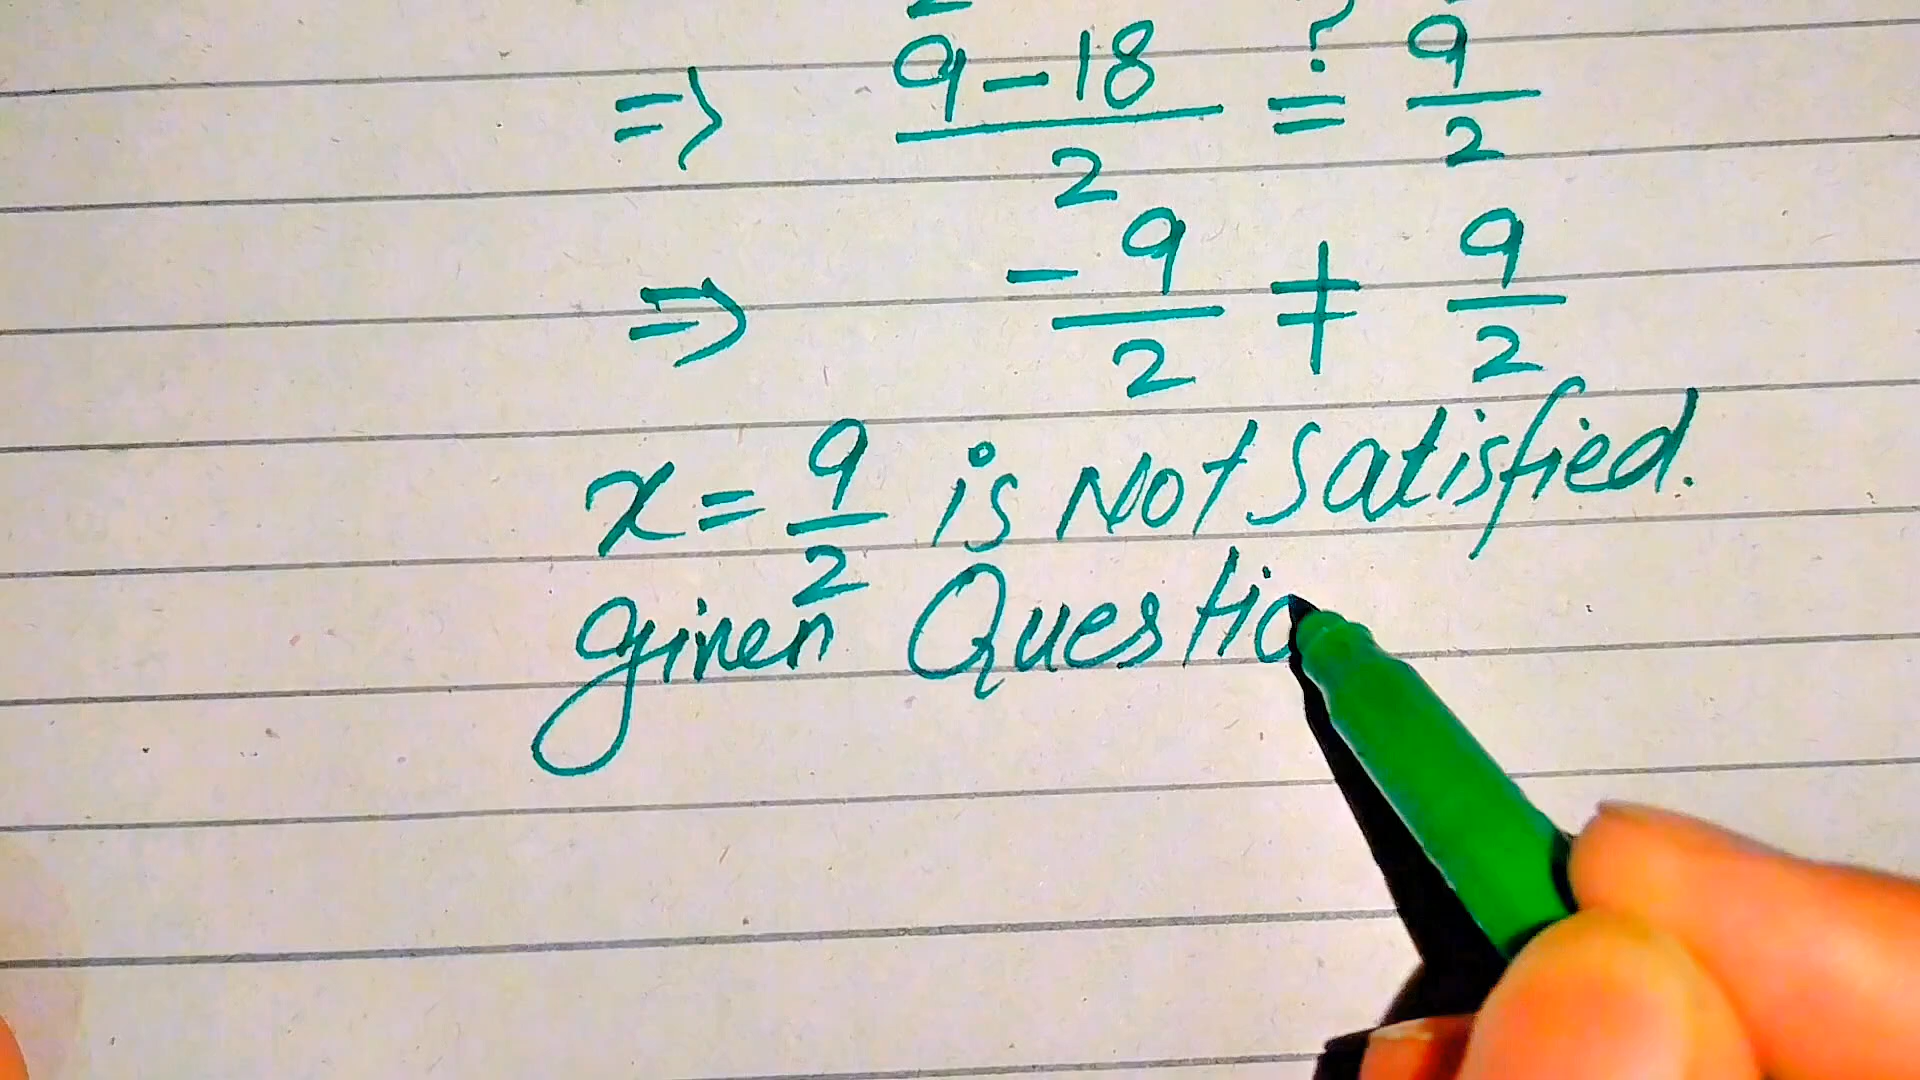 => (9-18)/2 =? 9/2
=> -9/2 ≠ 9/2
x = 9/2 is Not satisfied.
given Questio